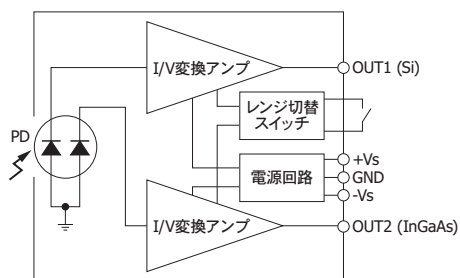 I/V変換アンプ
OUT1 (Si)
レンジ切替
スイッチ
PD
+Vs
電源回路
GND
-Vs
I/V変換アンプ
OUT2 (InGaAs)